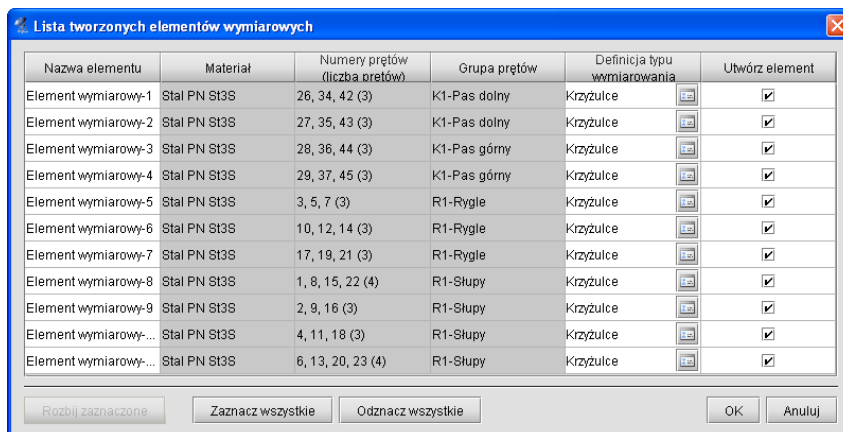 Lista tworzonych elementów wymiarowych
Nazwa elementu Materiał Numery prętów (liczba prętów) Grupa prętów Definicja typu wymiarowania Utwórz element
Element wymiarowy-1 Stal PN St3S 26, 34, 42 (3) K1-Pas dolny Krzyżulce
Element wymiarowy-2 Stal PN St3S 27, 35, 43 (3) K1-Pas dolny Krzyżulce
Element wymiarowy-3 Stal PN St3S 28, 36, 44 (3) K1-Pas górny Krzyżulce
Element wymiarowy-4 Stal PN St3S 29, 37, 45 (3) K1-Pas górny Krzyżulce
Element wymiarowy-5 Stal PN St3S 3, 5, 7 (3) R1-Rygle Krzyżulce
Element wymiarowy-6 Stal PN St3S 10, 12, 14 (3) R1-Rygle Krzyżulce
Element wymiarowy-7 Stal PN St3S 17, 19, 21 (3) R1-Rygle Krzyżulce
Element wymiarowy-8 Stal PN St3S 1, 8, 15, 22 (4) R1-Słupy Krzyżulce
Element wymiarowy-9 Stal PN St3S 2, 9, 16 (3) R1-Słupy Krzyżulce
Element wymiarowy-... Stal PN St3S 4, 11, 18 (3) R1-Słupy Krzyżulce
Element wymiarowy-... Stal PN St3S 6, 13, 20, 23 (4) R1-Słupy Krzyżulce
Rozbij zaznaczone Zaznacz wszystkie Odznacz wszystkie OK Anuluj